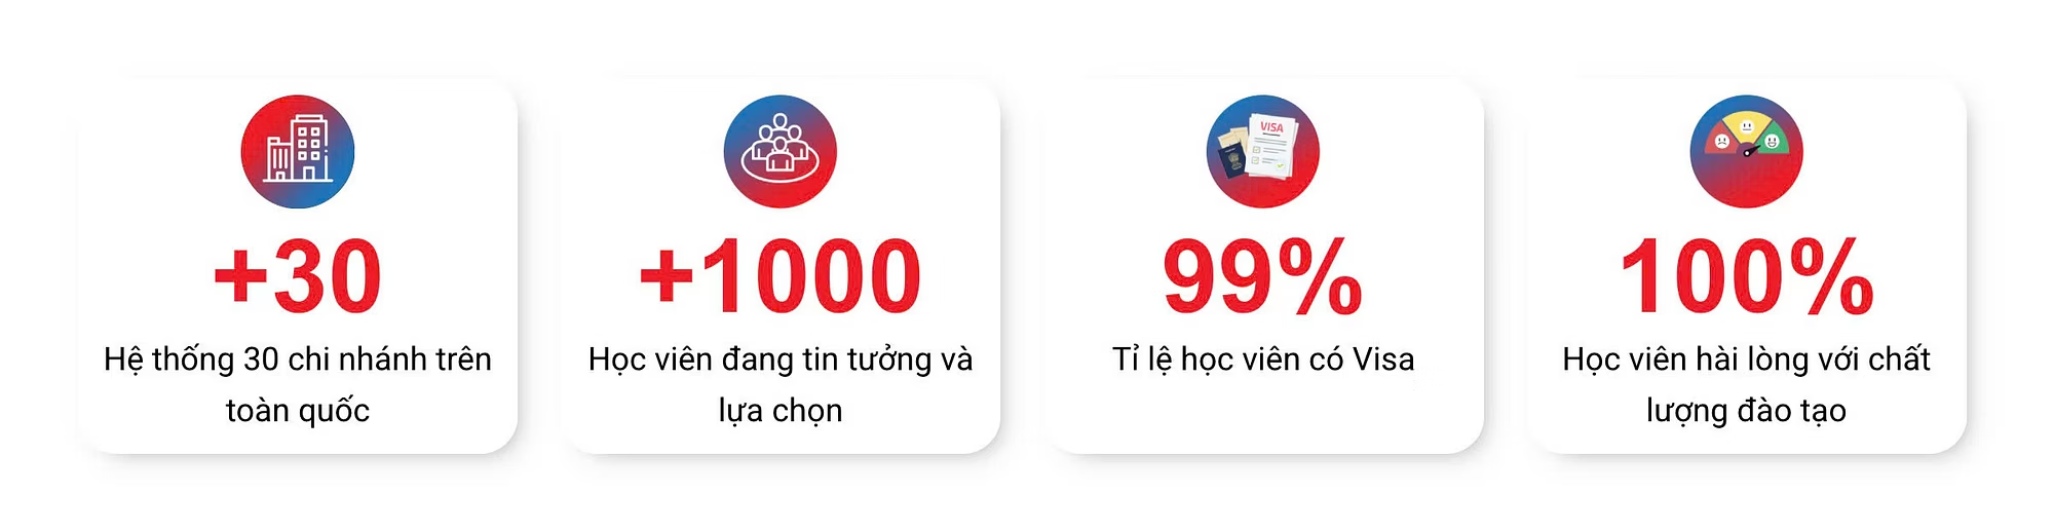 +30
Hệ thống 30 chi nhánh trên
toàn quốc
+1000
Học viên đang tin tưởng và
lựa chọn
VISA
99%
Tỉ lệ học viên có Visa
100%
Học viên hài lòng với chất
lượng đào tạo